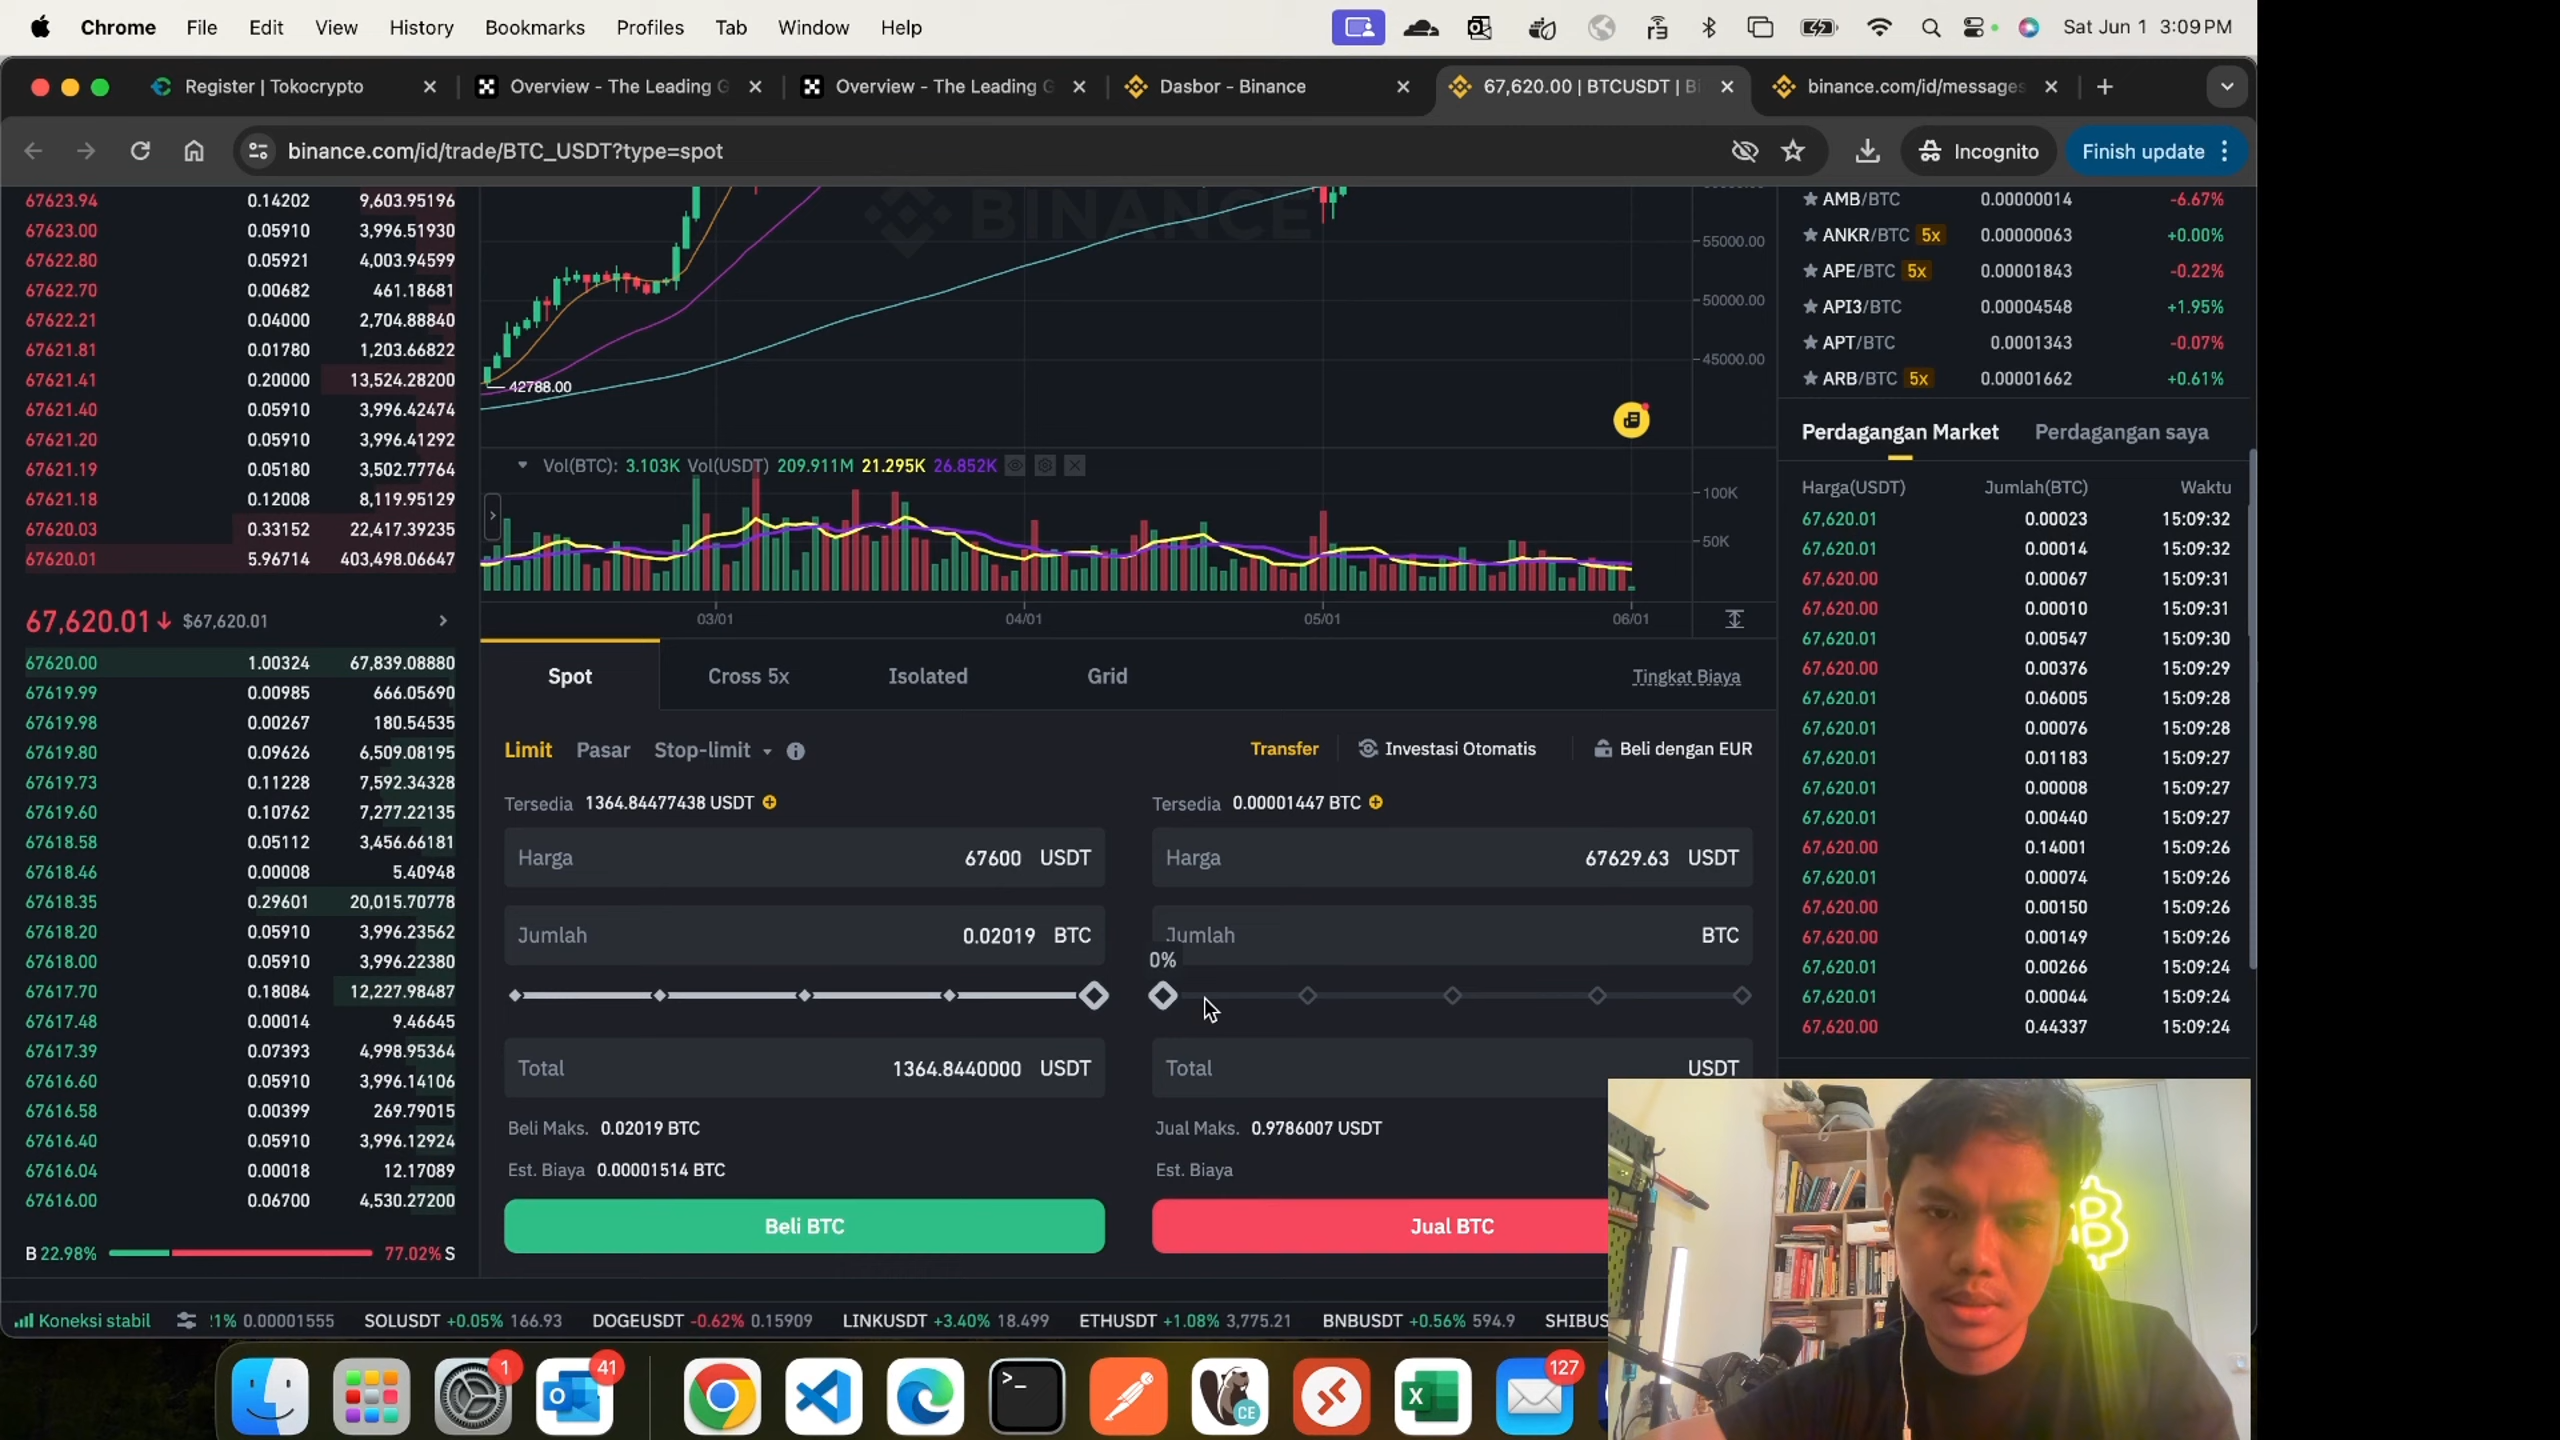 Chrome File Edit View History Bookmarks Profiles Tab Window Help Sat Jun 1 3:09 PM
Register | Tokocrypto
Overview - The Leading G
Overview - The Leading G
Dasbor - Binance
67,620.00 | BTCUSDT | Bi
binance.com/id/messages
binance.com/id/trade/BTC_USDT?type=spot
Incognito
Finish update
67623.94 0.14202 9,603.95196
67623.00 0.05910 3,996.51930
67622.80 0.05921 4,003.94599
67622.70 0.00682 461.18681
67622.21 0.04000 2,704.88840
67621.81 0.01780 1,203.66822
67621.41 0.20000 13,524.28200
67621.40 0.05910 3,996.42474
67621.20 0.05910 3,996.41292
67621.19 0.05180 3,502.77764
67621.18 0.12008 8,119.95129
67620.03 0.33152 22,417.39235
67620.01 5.96714 403,498.06647
67,620.01 $67,620.01
67620.00 1.00324 67,839.08880
67619.99 0.00985 666.05690
67619.98 0.00267 180.54535
67619.80 0.09626 6,509.08195
67619.73 0.11228 7,592.34328
67619.60 0.10762 7,277.22135
67618.58 0.05112 3,456.66181
67618.46 0.00008 5.40948
67618.35 0.29601 20,015.70778
67618.20 0.05910 3,996.23562
67618.00 0.05910 3,996.22380
67617.70 0.18084 12,227.98487
67617.48 0.00014 9.46645
67617.39 0.07393 4,998.95364
67616.60 0.05910 3,996.14106
67616.58 0.00399 269.79015
67616.40 0.05910 3,996.12924
67616.04 0.00018 12.17089
67616.00 0.06700 4,530.27200
B 22.98% 77.02% S
BINANCE
55000.00
50000.00
45000.00
42788.00
Vol(BTC): 3.103K Vol(USDT) 209.911M 21.295K 26.852K
100K
50K
03/01 04/01 05/01 06/01
Spot Cross 5x Isolated Grid Tingkat Biaya
Limit Pasar Stop-limit Transfer Investasi Otomatis Beli dengan EUR
Tersedia 1364.84477438 USDT
Harga 67600 USDT
Jumlah 0.02019 BTC
Total 1364.8440000 USDT
Beli Maks. 0.02019 BTC
Est. Biaya 0.00001514 BTC
Beli BTC
Tersedia 0.00001447 BTC
Harga 67629.63 USDT
Jumlah BTC
0%
Total USDT
Jual Maks. 0.9786007 USDT
Est. Biaya
Jual BTC
AMB/BTC 0.00000014 -6.67%
ANKR/BTC 5x 0.00000063 +0.00%
APE/BTC 5x 0.00001843 -0.22%
API3/BTC 0.00004548 +1.95%
APT/BTC 0.0001343 -0.07%
ARB/BTC 5x 0.00001662 +0.61%
Perdagangan Market Perdagangan saya
Harga(USDT) Jumlah(BTC) Waktu
67,620.01 0.00023 15:09:32
67,620.01 0.00014 15:09:32
67,620.00 0.00067 15:09:31
67,620.00 0.00010 15:09:31
67,620.01 0.00547 15:09:30
67,620.00 0.00376 15:09:29
67,620.01 0.06005 15:09:28
67,620.01 0.00076 15:09:28
67,620.01 0.01183 15:09:27
67,620.01 0.00008 15:09:27
67,620.01 0.00440 15:09:27
67,620.00 0.14001 15:09:26
67,620.01 0.00074 15:09:26
67,620.00 0.00150 15:09:26
67,620.00 0.00149 15:09:26
67,620.01 0.00266 15:09:24
67,620.01 0.00044 15:09:24
67,620.00 0.44337 15:09:24
Koneksi stabil 1% 0.00001555 SOLUSDT +0.05% 166.93 DOGEUSDT -0.62% 0.15909 LINKUSDT +3.40% 18.499 ETHUSDT +1.08% 3,775.21 BNBUSDT +0.56% 594.9 SHIBUS
1
41
127
CE